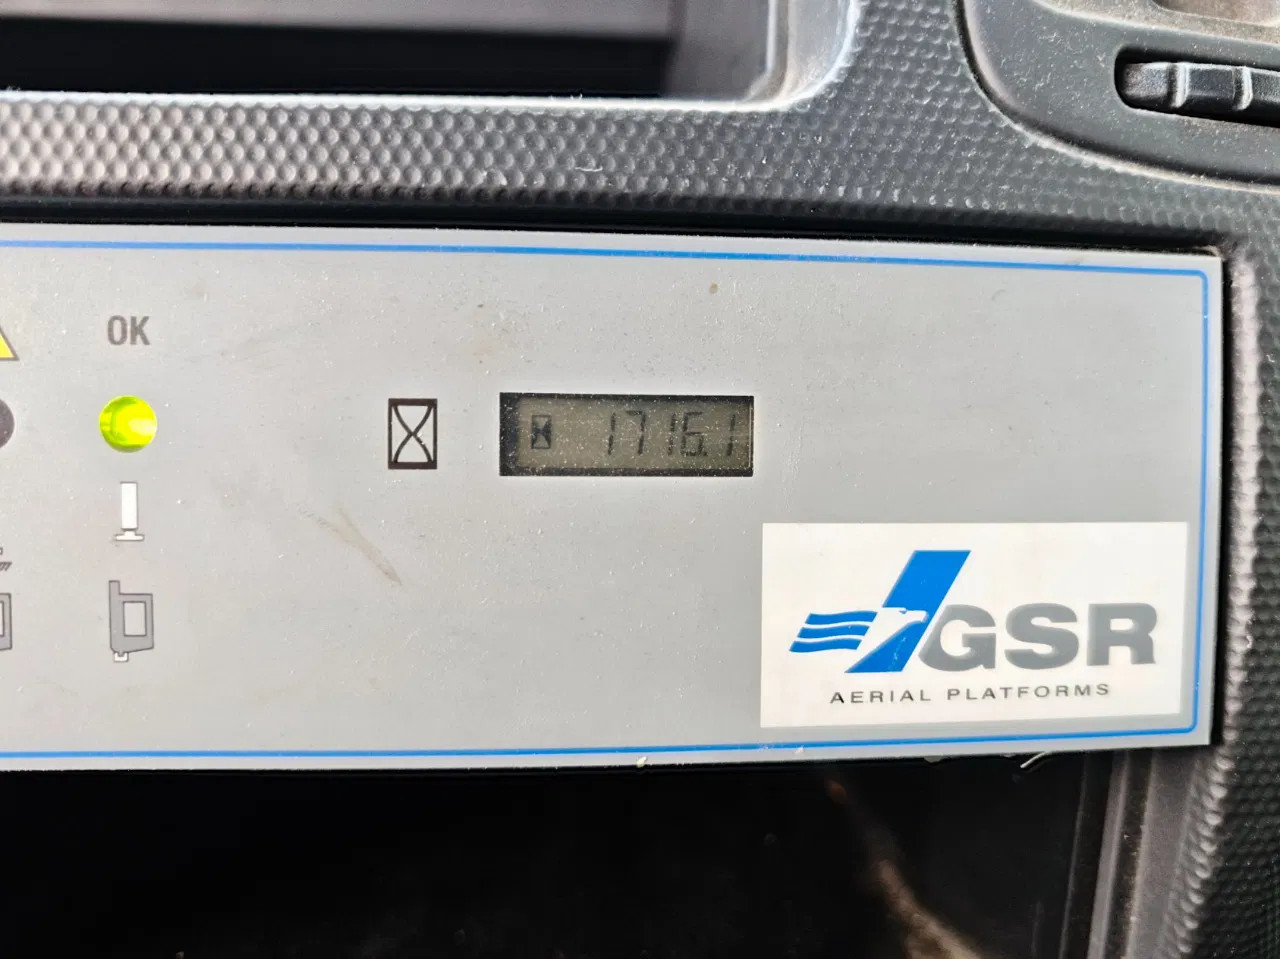 OK
1716.1
GSR
AERIAL PLATFORMS